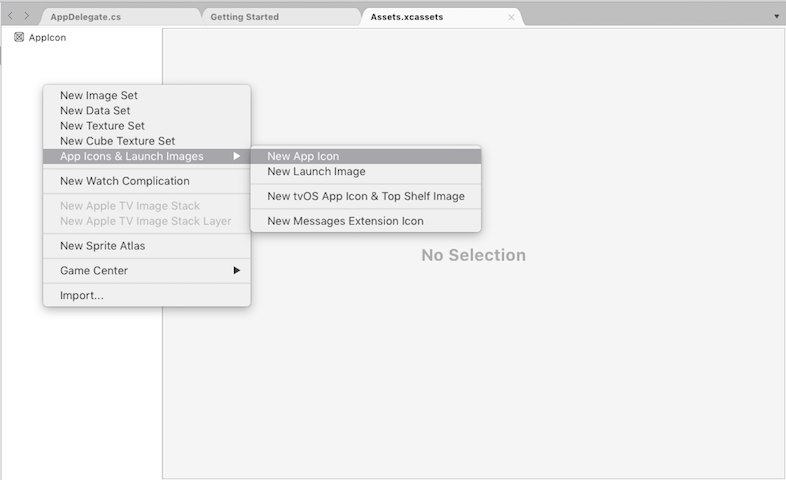 AppDelegate.cs
Getting Started
Assets.xcassets
AppIcon
New Image Set
New Data Set
New Texture Set
New Cube Texture Set
App Icons & Launch Images
New Watch Complication
New Apple TV Image Stack
New Apple TV Image Stack Layer
New Sprite Atlas
Game Center
Import...
New App Icon
New Launch Image
New tvOS App Icon & Top Shelf Image
New Messages Extension Icon
No Selection